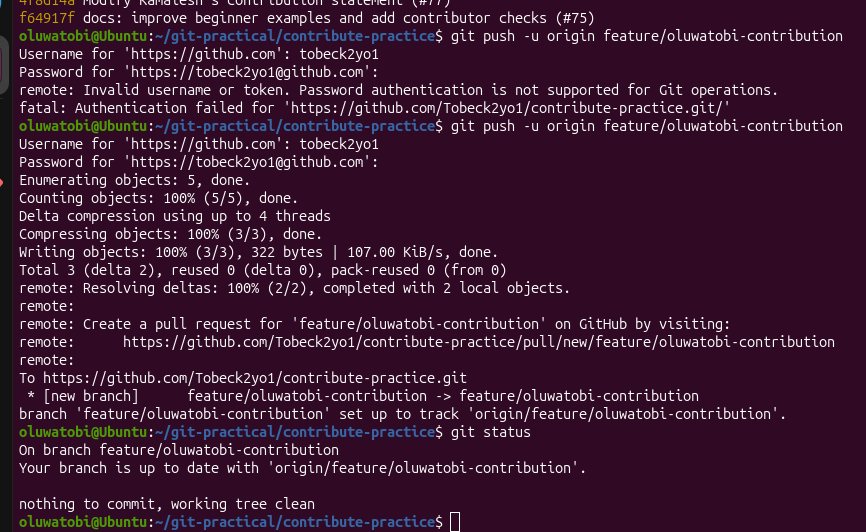 4f8d14a Modify Kamalesh's contribution statement (#77)
f64917f docs: improve beginner examples and add contributor checks (#75)
oluwatobi@Ubuntu:~/git-practical/contribute-practice$ git push -u origin feature/oluwatobi-contribution
Username for 'https://github.com': tobeck2yo1
Password for 'https://tobeck2yo1@github.com':
remote: Invalid username or token. Password authentication is not supported for Git operations.
fatal: Authentication failed for 'https://github.com/Tobeck2yo1/contribute-practice.git/'
oluwatobi@Ubuntu:~/git-practical/contribute-practice$ git push -u origin feature/oluwatobi-contribution
Username for 'https://github.com': tobeck2yo1
Password for 'https://tobeck2yo1@github.com':
Enumerating objects: 5, done.
Counting objects: 100% (5/5), done.
Delta compression using up to 4 threads
Compressing objects: 100% (3/3), done.
Writing objects: 100% (3/3), 322 bytes | 107.00 KiB/s, done.
Total 3 (delta 2), reused 0 (delta 0), pack-reused 0 (from 0)
remote: Resolving deltas: 100% (2/2), completed with 2 local objects.
remote:
remote: Create a pull request for 'feature/oluwatobi-contribution' on GitHub by visiting:
remote:      https://github.com/Tobeck2yo1/contribute-practice/pull/new/feature/oluwatobi-contribution
remote:
To https://github.com/Tobeck2yo1/contribute-practice.git
 * [new branch]      feature/oluwatobi-contribution -> feature/oluwatobi-contribution
branch 'feature/oluwatobi-contribution' set up to track 'origin/feature/oluwatobi-contribution'.
oluwatobi@Ubuntu:~/git-practical/contribute-practice$ git status
On branch feature/oluwatobi-contribution
Your branch is up to date with 'origin/feature/oluwatobi-contribution'.

nothing to commit, working tree clean
oluwatobi@Ubuntu:~/git-practical/contribute-practice$